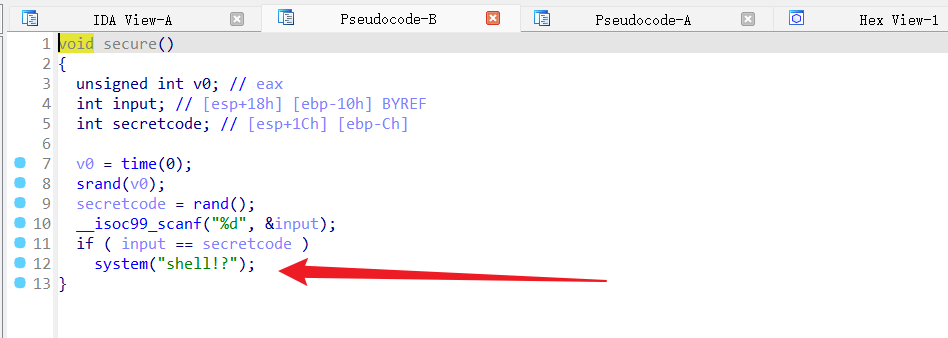 IDA View-A Pseudocode-B Pseudocode-A Hex View-1
1 void secure()
2 {
3 unsigned int v0; // eax
4 int input; // [esp+18h] [ebp-10h] BYREF
5 int secretcode; // [esp+1Ch] [ebp-Ch]
6
7 v0 = time(0);
8 srand(v0);
9 secretcode = rand();
10 __isoc99_scanf("%d", &input);
11 if ( input == secretcode )
12 system("shell!?");
13 }